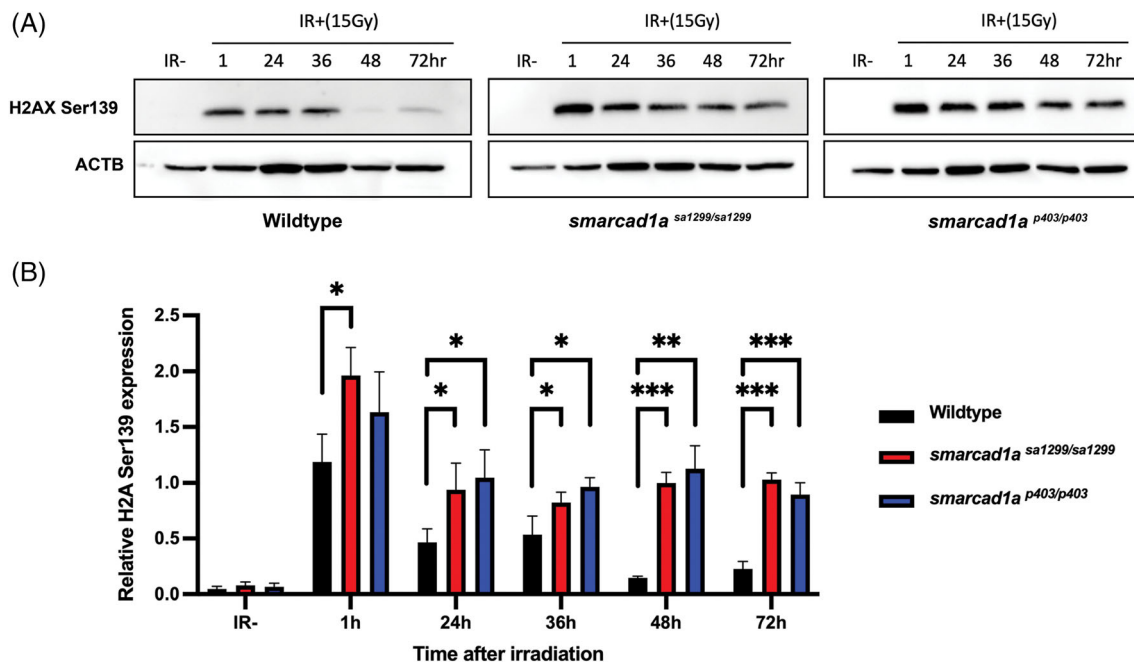 (A)
IR+(15Gy) IR+(15Gy) IR+(15Gy)
IR- 1 24 36 48 72hr IR- 1 24 36 48 72hr IR- 1 24 36 48 72hr
H2AX Ser139
ACTB
Wildtype smarcad1a sa1299/sa1299 smarcad1a p403/p403
(B)
Relative H2A Ser139 expression
2.5
2.0
1.5
1.0
0.5
0.0
* * * * * ** *** *** ***
IR- 1h 24h 36h 48h 72h
Time after irradiation
Wildtype
smarcad1a sa1299/sa1299
smarcad1a p403/p403